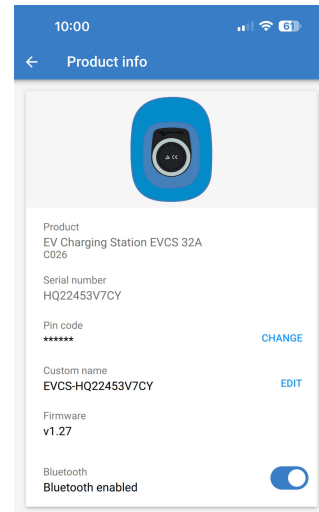 10:00
61
Product info
Product
EV Charging Station EVCS 32A
C026
Serial number
HQ22453V7CY
Pin code
******
CHANGE
Custom name
EVCS-HQ22453V7CY
EDIT
Firmware
v1.27
Bluetooth
Bluetooth enabled